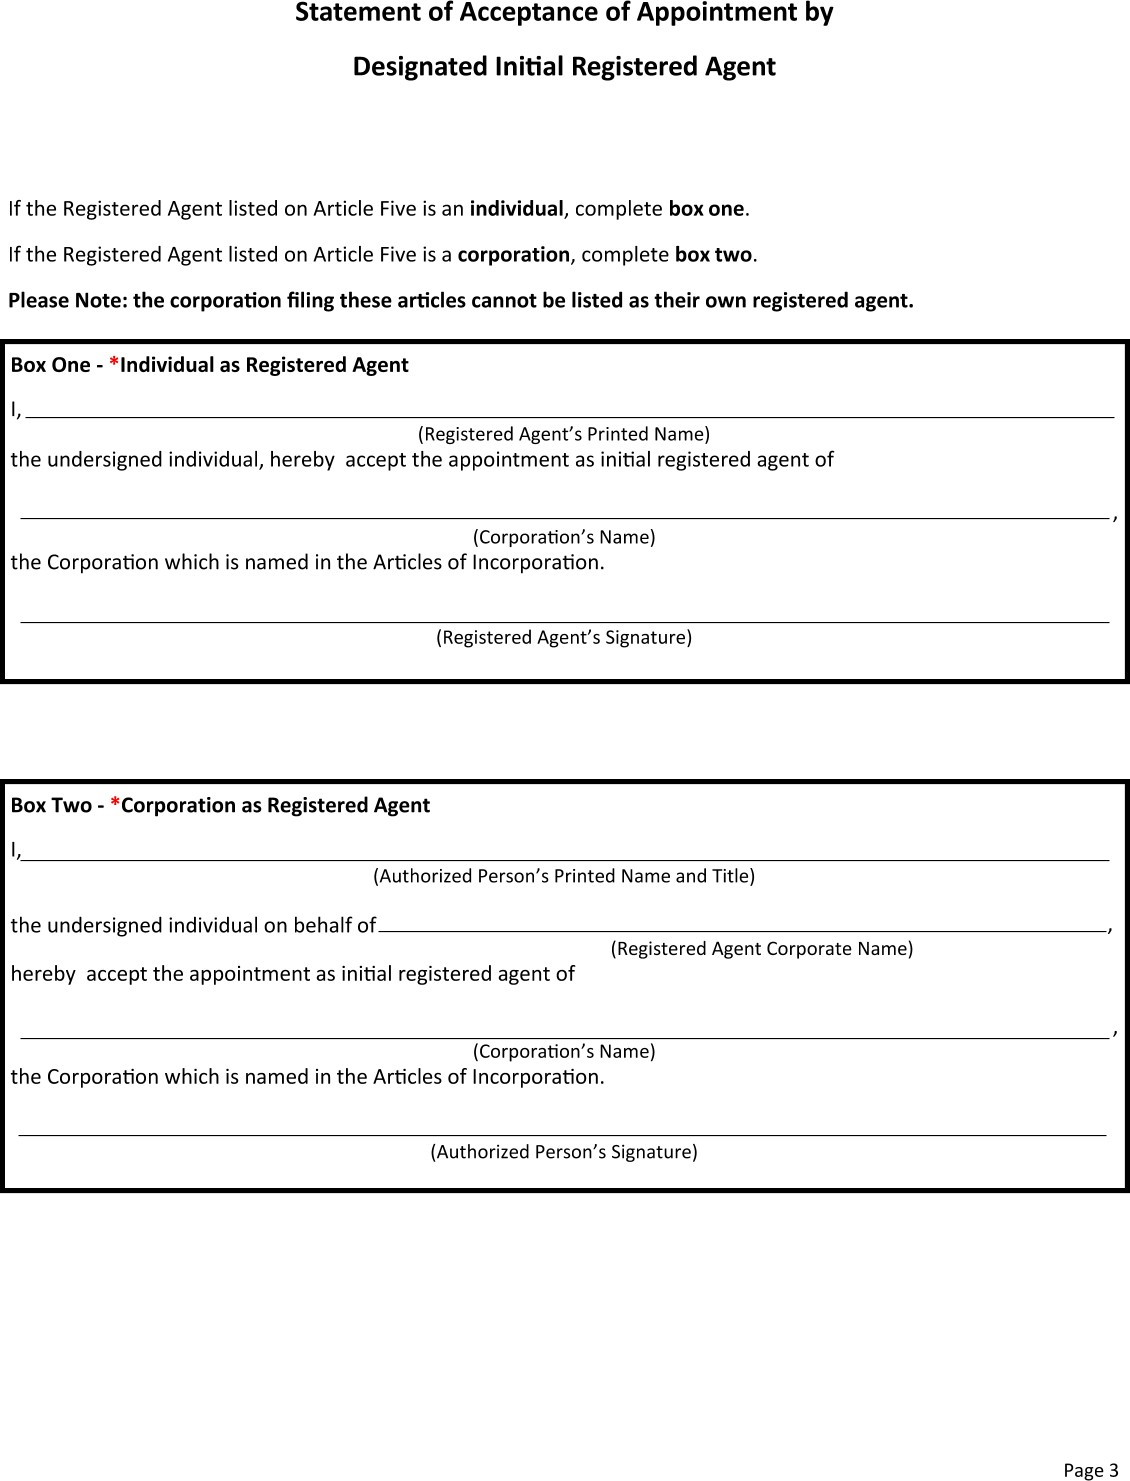 Statement of Acceptance of Appointment by
Designated Initial Registered Agent
If the Registered Agent listed on Article Five is an individual, complete box one.
If the Registered Agent listed on Article Five is a corporation, complete box two.
Please Note: the corporation filing these articles cannot be listed as their own registered agent.
Box One - *Individual as Registered Agent
I,
(Registered Agent’s Printed Name)
the undersigned individual, hereby  accept the appointment as initial registered agent of
,
(Corporation’s Name)
the Corporation which is named in the Articles of Incorporation.
(Registered Agent’s Signature)
Box Two - *Corporation as Registered Agent
I,
(Authorized Person’s Printed Name and Title)
the undersigned individual on behalf of ,
(Registered Agent Corporate Name)
hereby  accept the appointment as initial registered agent of
,
(Corporation’s Name)
the Corporation which is named in the Articles of Incorporation.
(Authorized Person’s Signature)
Page 3